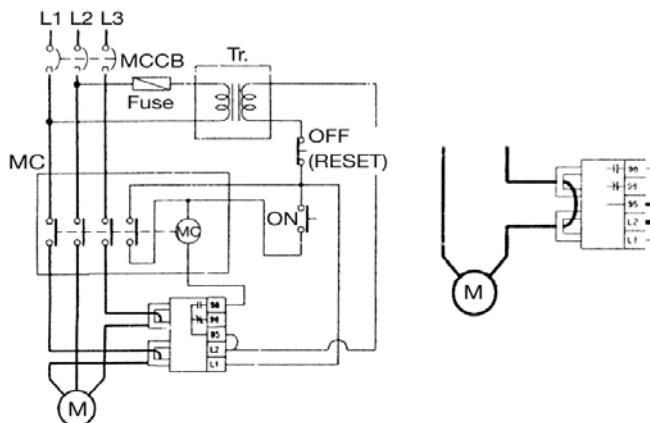 L1 L2 L3
MCCB
Tr.
Fuse
OFF
(RESET)
MC
ON
MC
98
96
95
L2
L1
M
98
96
95
L2
L1
M